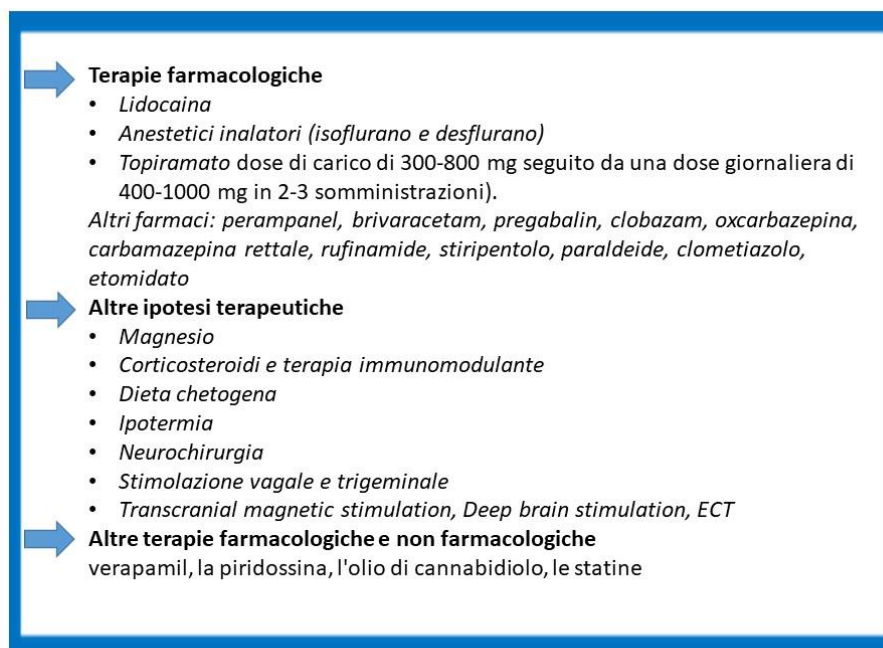 Terapie farmacologiche
• Lidocaina
• Anestetici inalatori (isoflurano e desflurano)
• Topiramato dose di carico di 300-800 mg seguito da una dose giornaliera di
400-1000 mg in 2-3 somministrazioni).
Altri farmaci: perampanel, brivaracetam, pregabalin, clobazam, oxcarbazepina,
carbamazepina rettale, rufinamide, stiripentolo, paraldeide, clometiazolo,
etomidato
Altre ipotesi terapeutiche
• Magnesio
• Corticosteroidi e terapia immunomodulante
• Dieta chetogena
• Ipotermia
• Neurochirurgia
• Stimolazione vagale e trigeminale
• Transcranial magnetic stimulation, Deep brain stimulation, ECT
Altre terapie farmacologiche e non farmacologiche
verapamil, la piridossina, l'olio di cannabidiolo, le statine